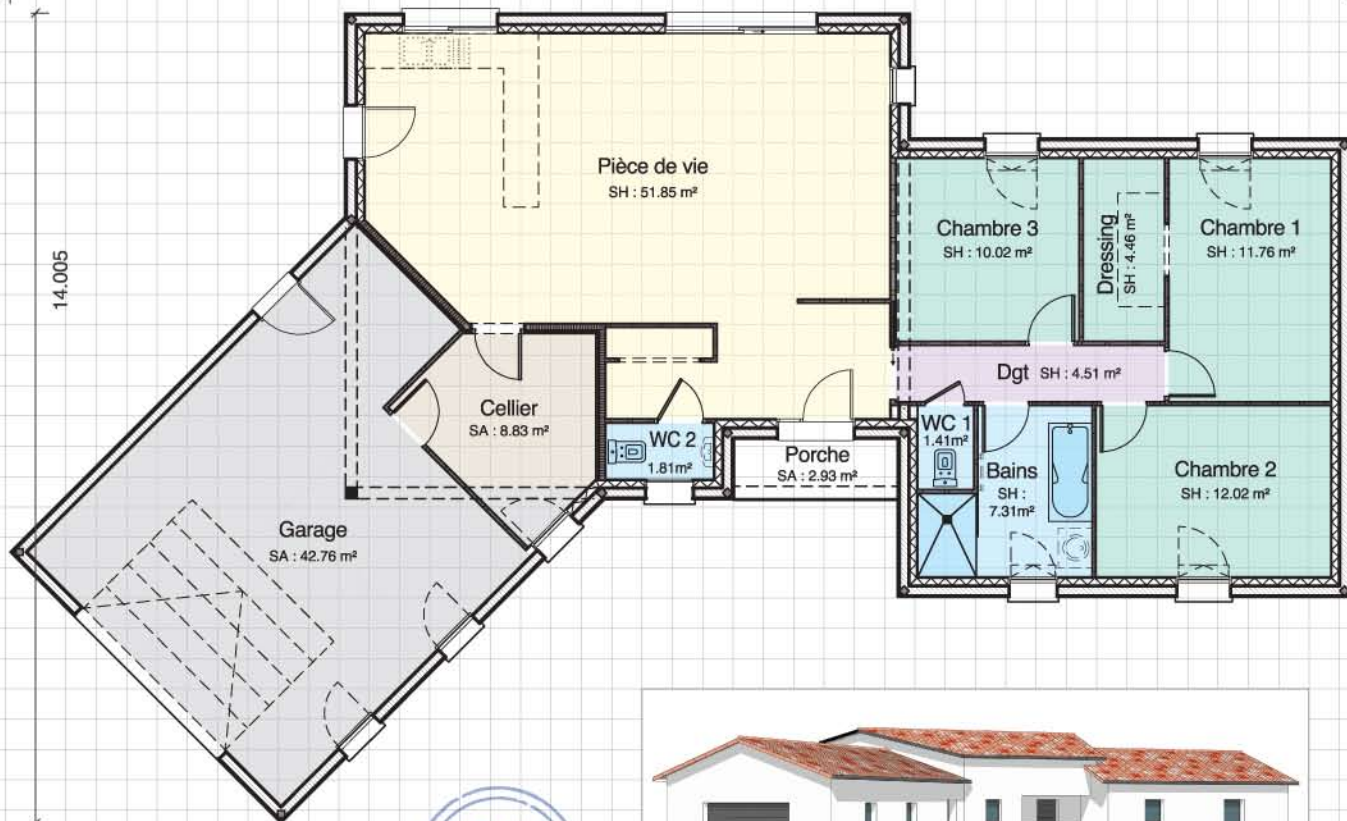 14.005
Pièce de vie
SH : 51.85 m²
Chambre 3
SH : 10.02 m²
Dressing
SH : 4.46 m²
Chambre 1
SH : 11.76 m²
Dgt SH : 4.51 m²
Cellier
SA : 8.83 m²
WC 2
1.81m²
Porche
SA : 2.93 m²
WC 1
1.41m²
Bains
SH :
7.31m²
Chambre 2
SH : 12.02 m²
Garage
SA : 42.76 m²